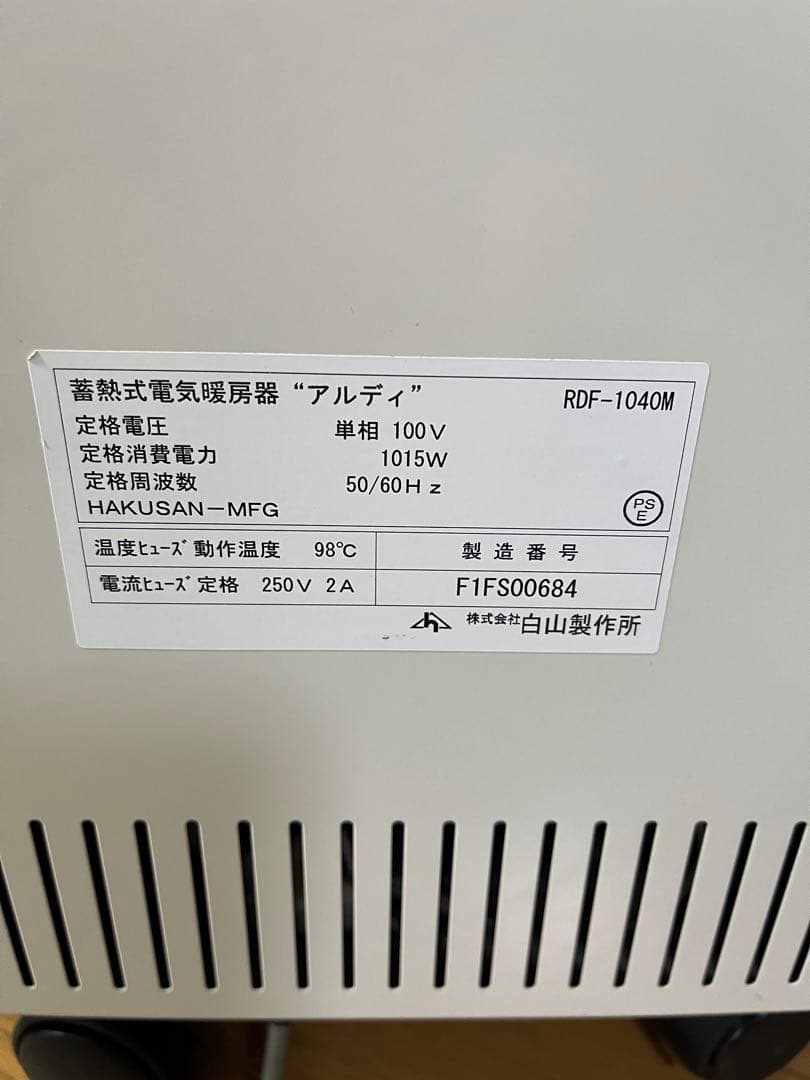 蓄熱式電気暖房器 “アルディ” RDF-1040M
定格電圧 単相 100V
定格消費電力 1015W
定格周波数 50/60Hz
HAKUSAN-MFG
PS
E
温度ﾋｭｰｽﾞ動作温度 98℃
製造番号
電流ﾋｭｰｽﾞ定格 250V 2A
F1FS00684
株式会社白山製作所